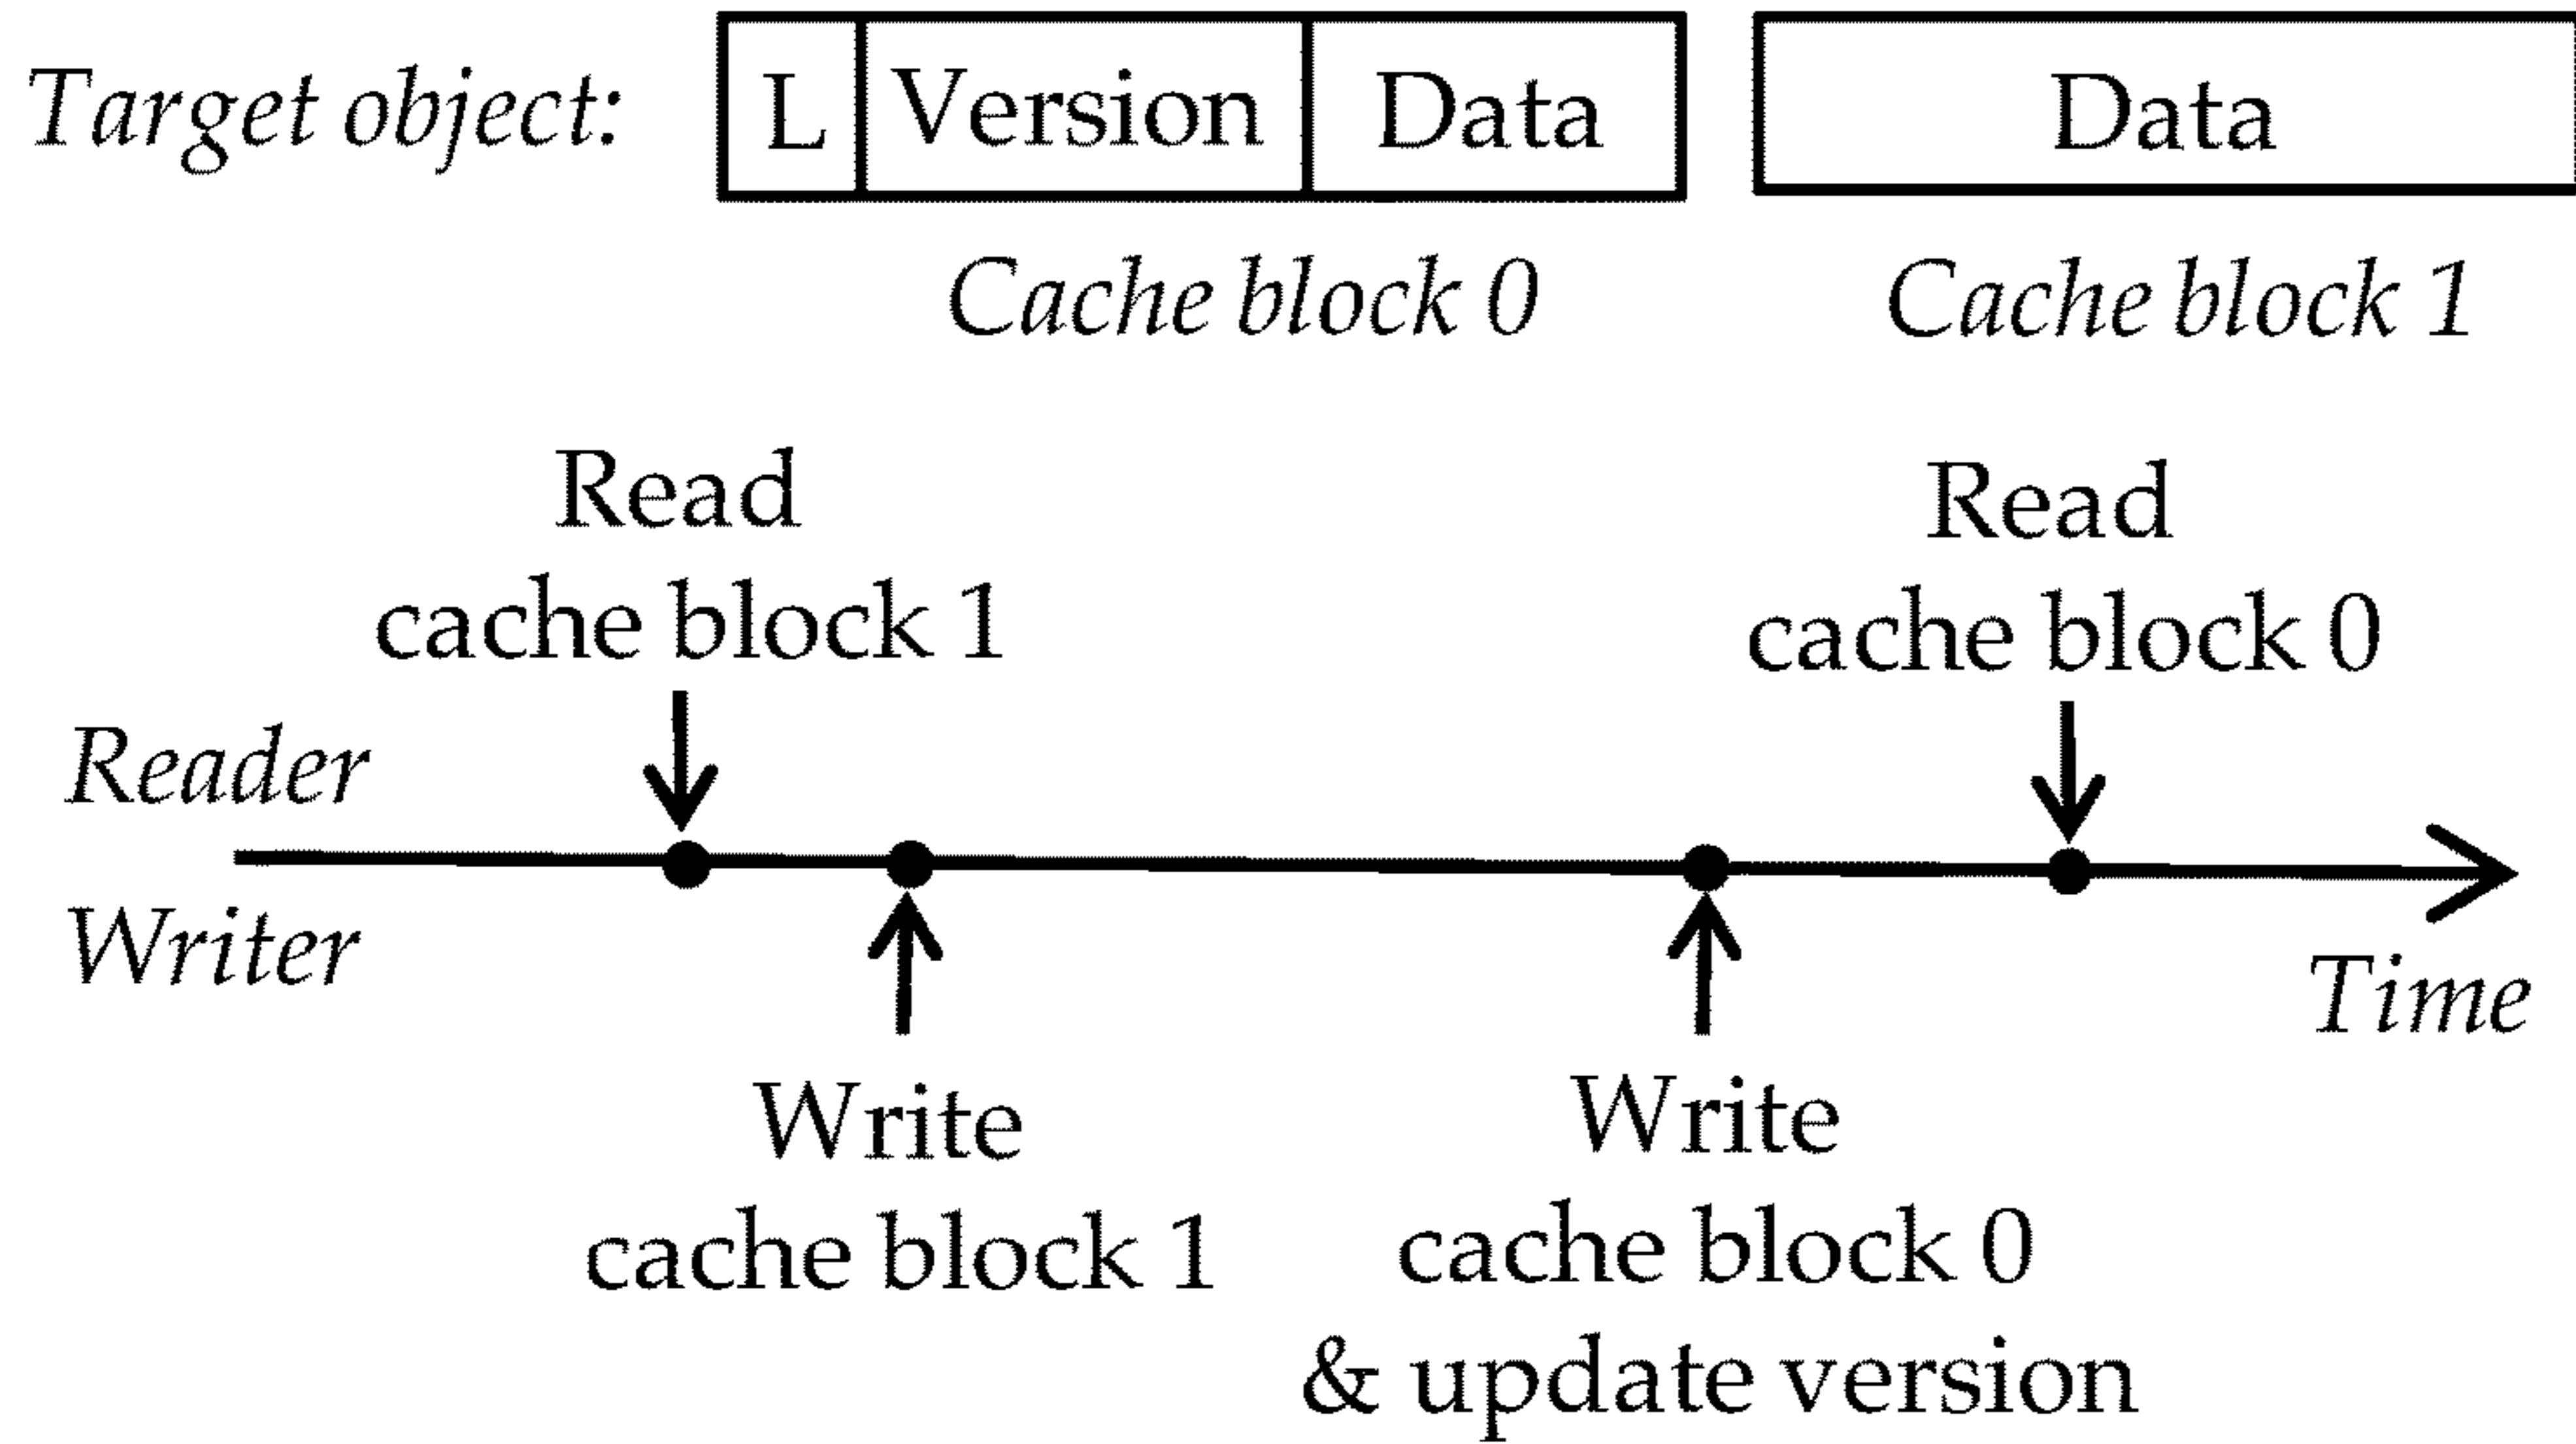 Target object: L Version Data Data
Cache block 0 Cache block 1
Read
cache block 1
Read
cache block 0
Reader
Writer
Time
Write
cache block 1
Write
cache block 0
& update version